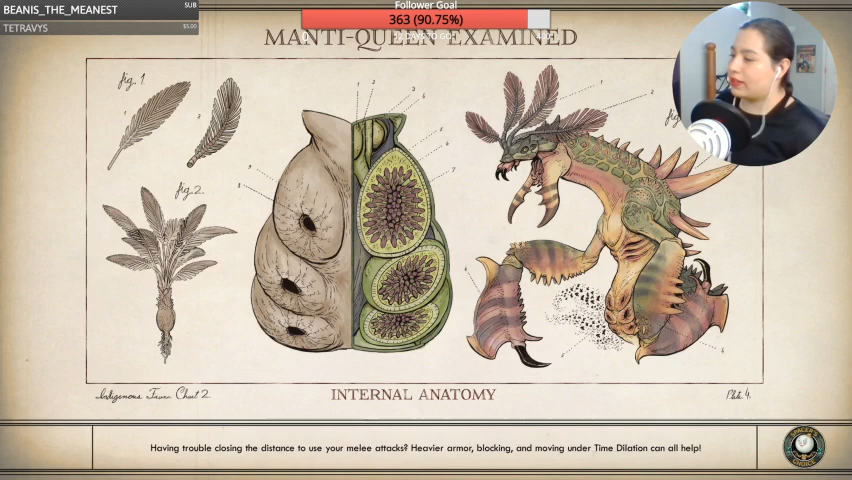 BEANIS_THE_MEANEST
SUB
TETRAVYS
$5.00
Follower Goal
363 (90.75%)
MANTI-QUEEN EXAMINED
fig. 1.
fig. 2.
INTERNAL ANATOMY
Plate 4.
Having trouble closing the distance to use your melee attacks? Heavier armor, blocking, and moving under Time Dilation can all help!